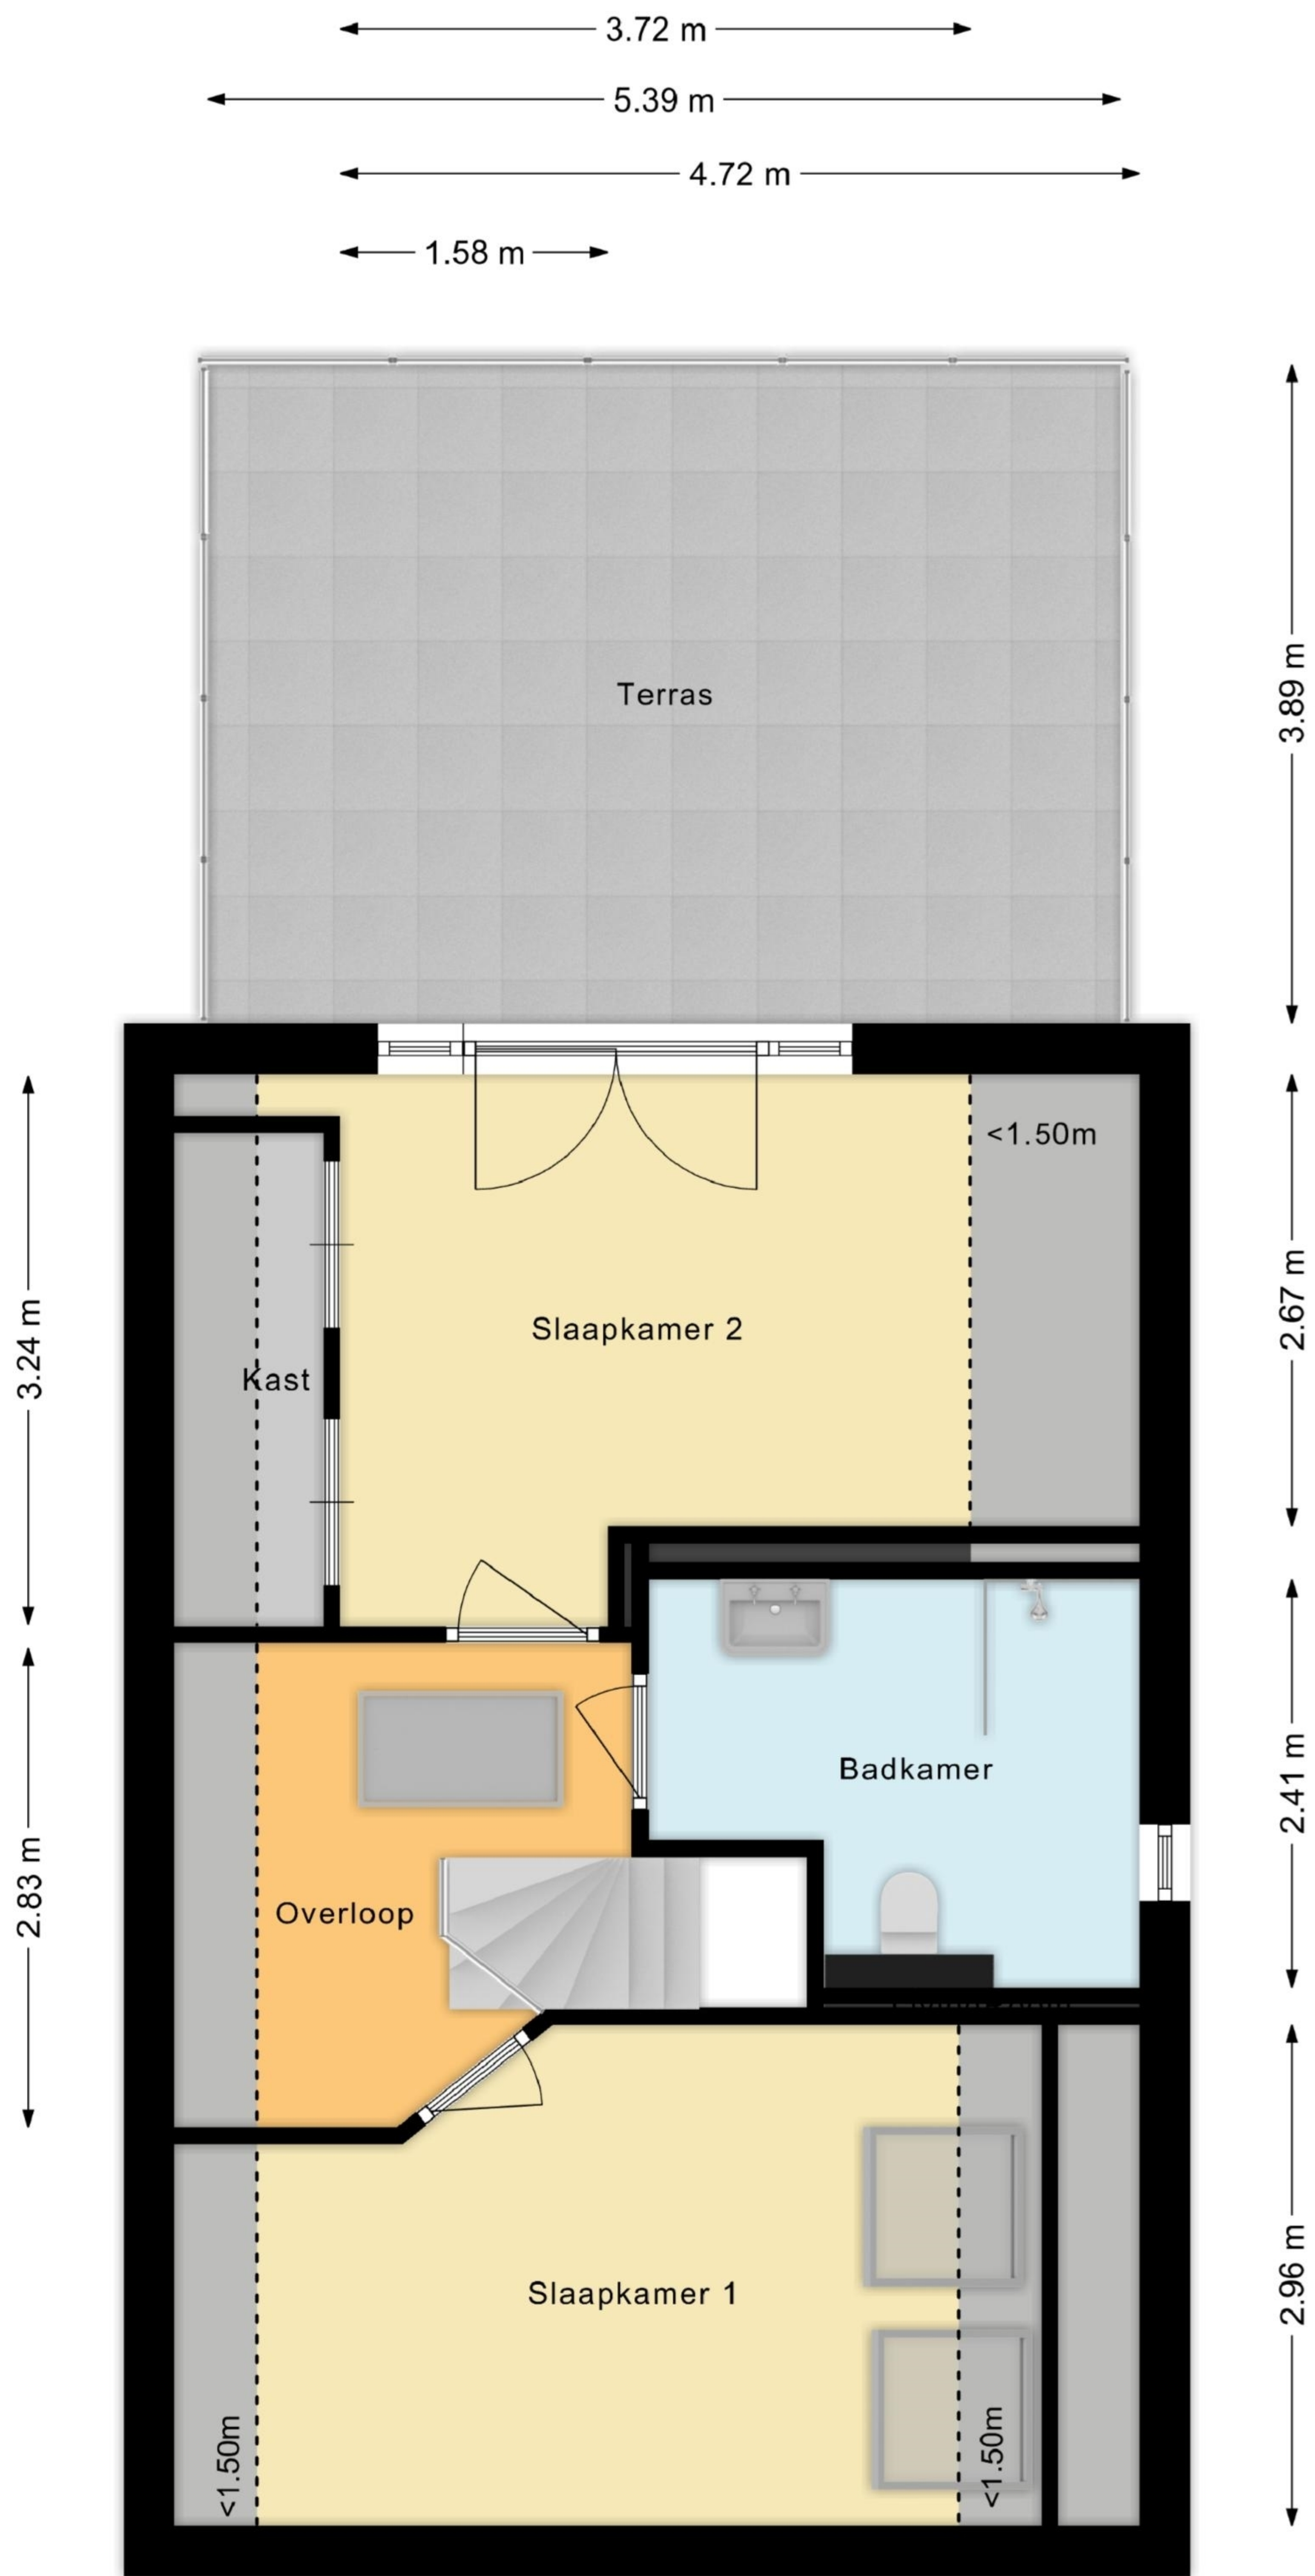 3.72 m
5.39 m
4.72 m
1.58 m
Terras
3.89 m
<1.50m
Slaapkamer 2
2.67 m
3.24 m
Kast
Badkamer
2.41 m
2.83 m
Overloop
Slaapkamer 1
2.96 m
<1.50m
<1.50m